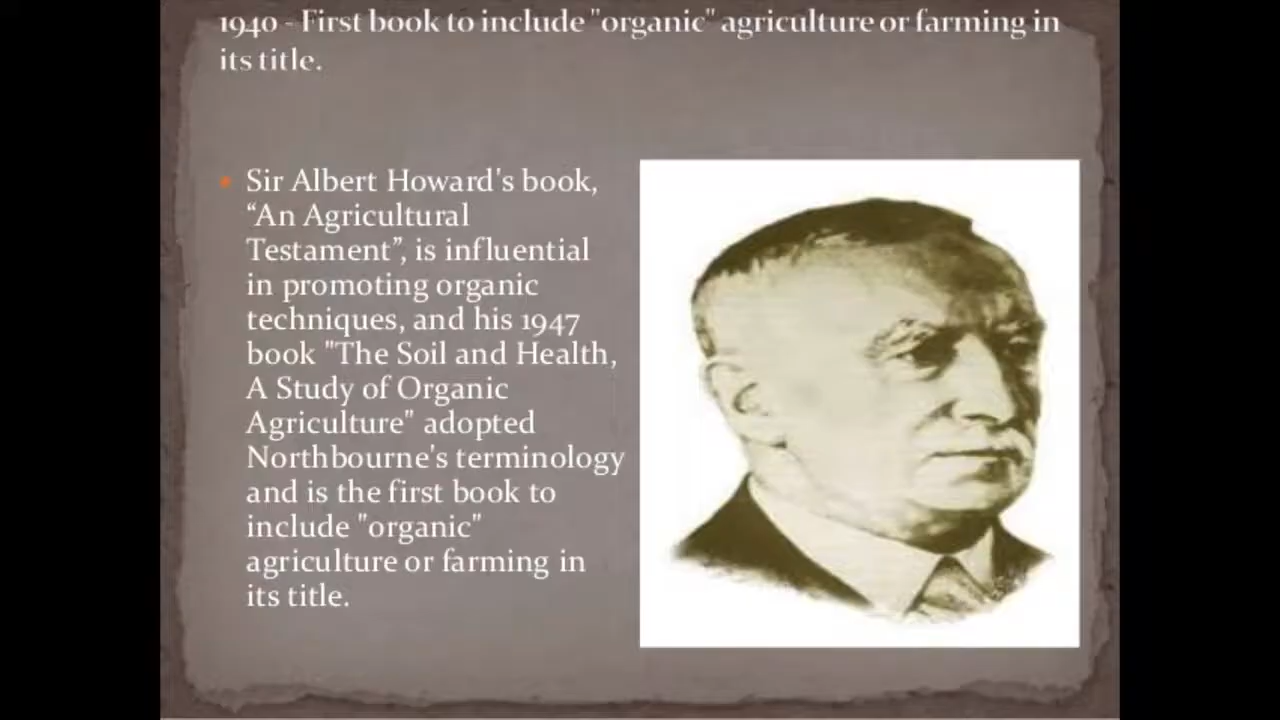 1940 - First book to include "organic" agriculture or farming in
its title.
Sir Albert Howard's book,
“An Agricultural
Testament”, is influential
in promoting organic
techniques, and his 1947
book "The Soil and Health,
A Study of Organic
Agriculture" adopted
Northbourne's terminology
and is the first book to
include "organic"
agriculture or farming in
its title.